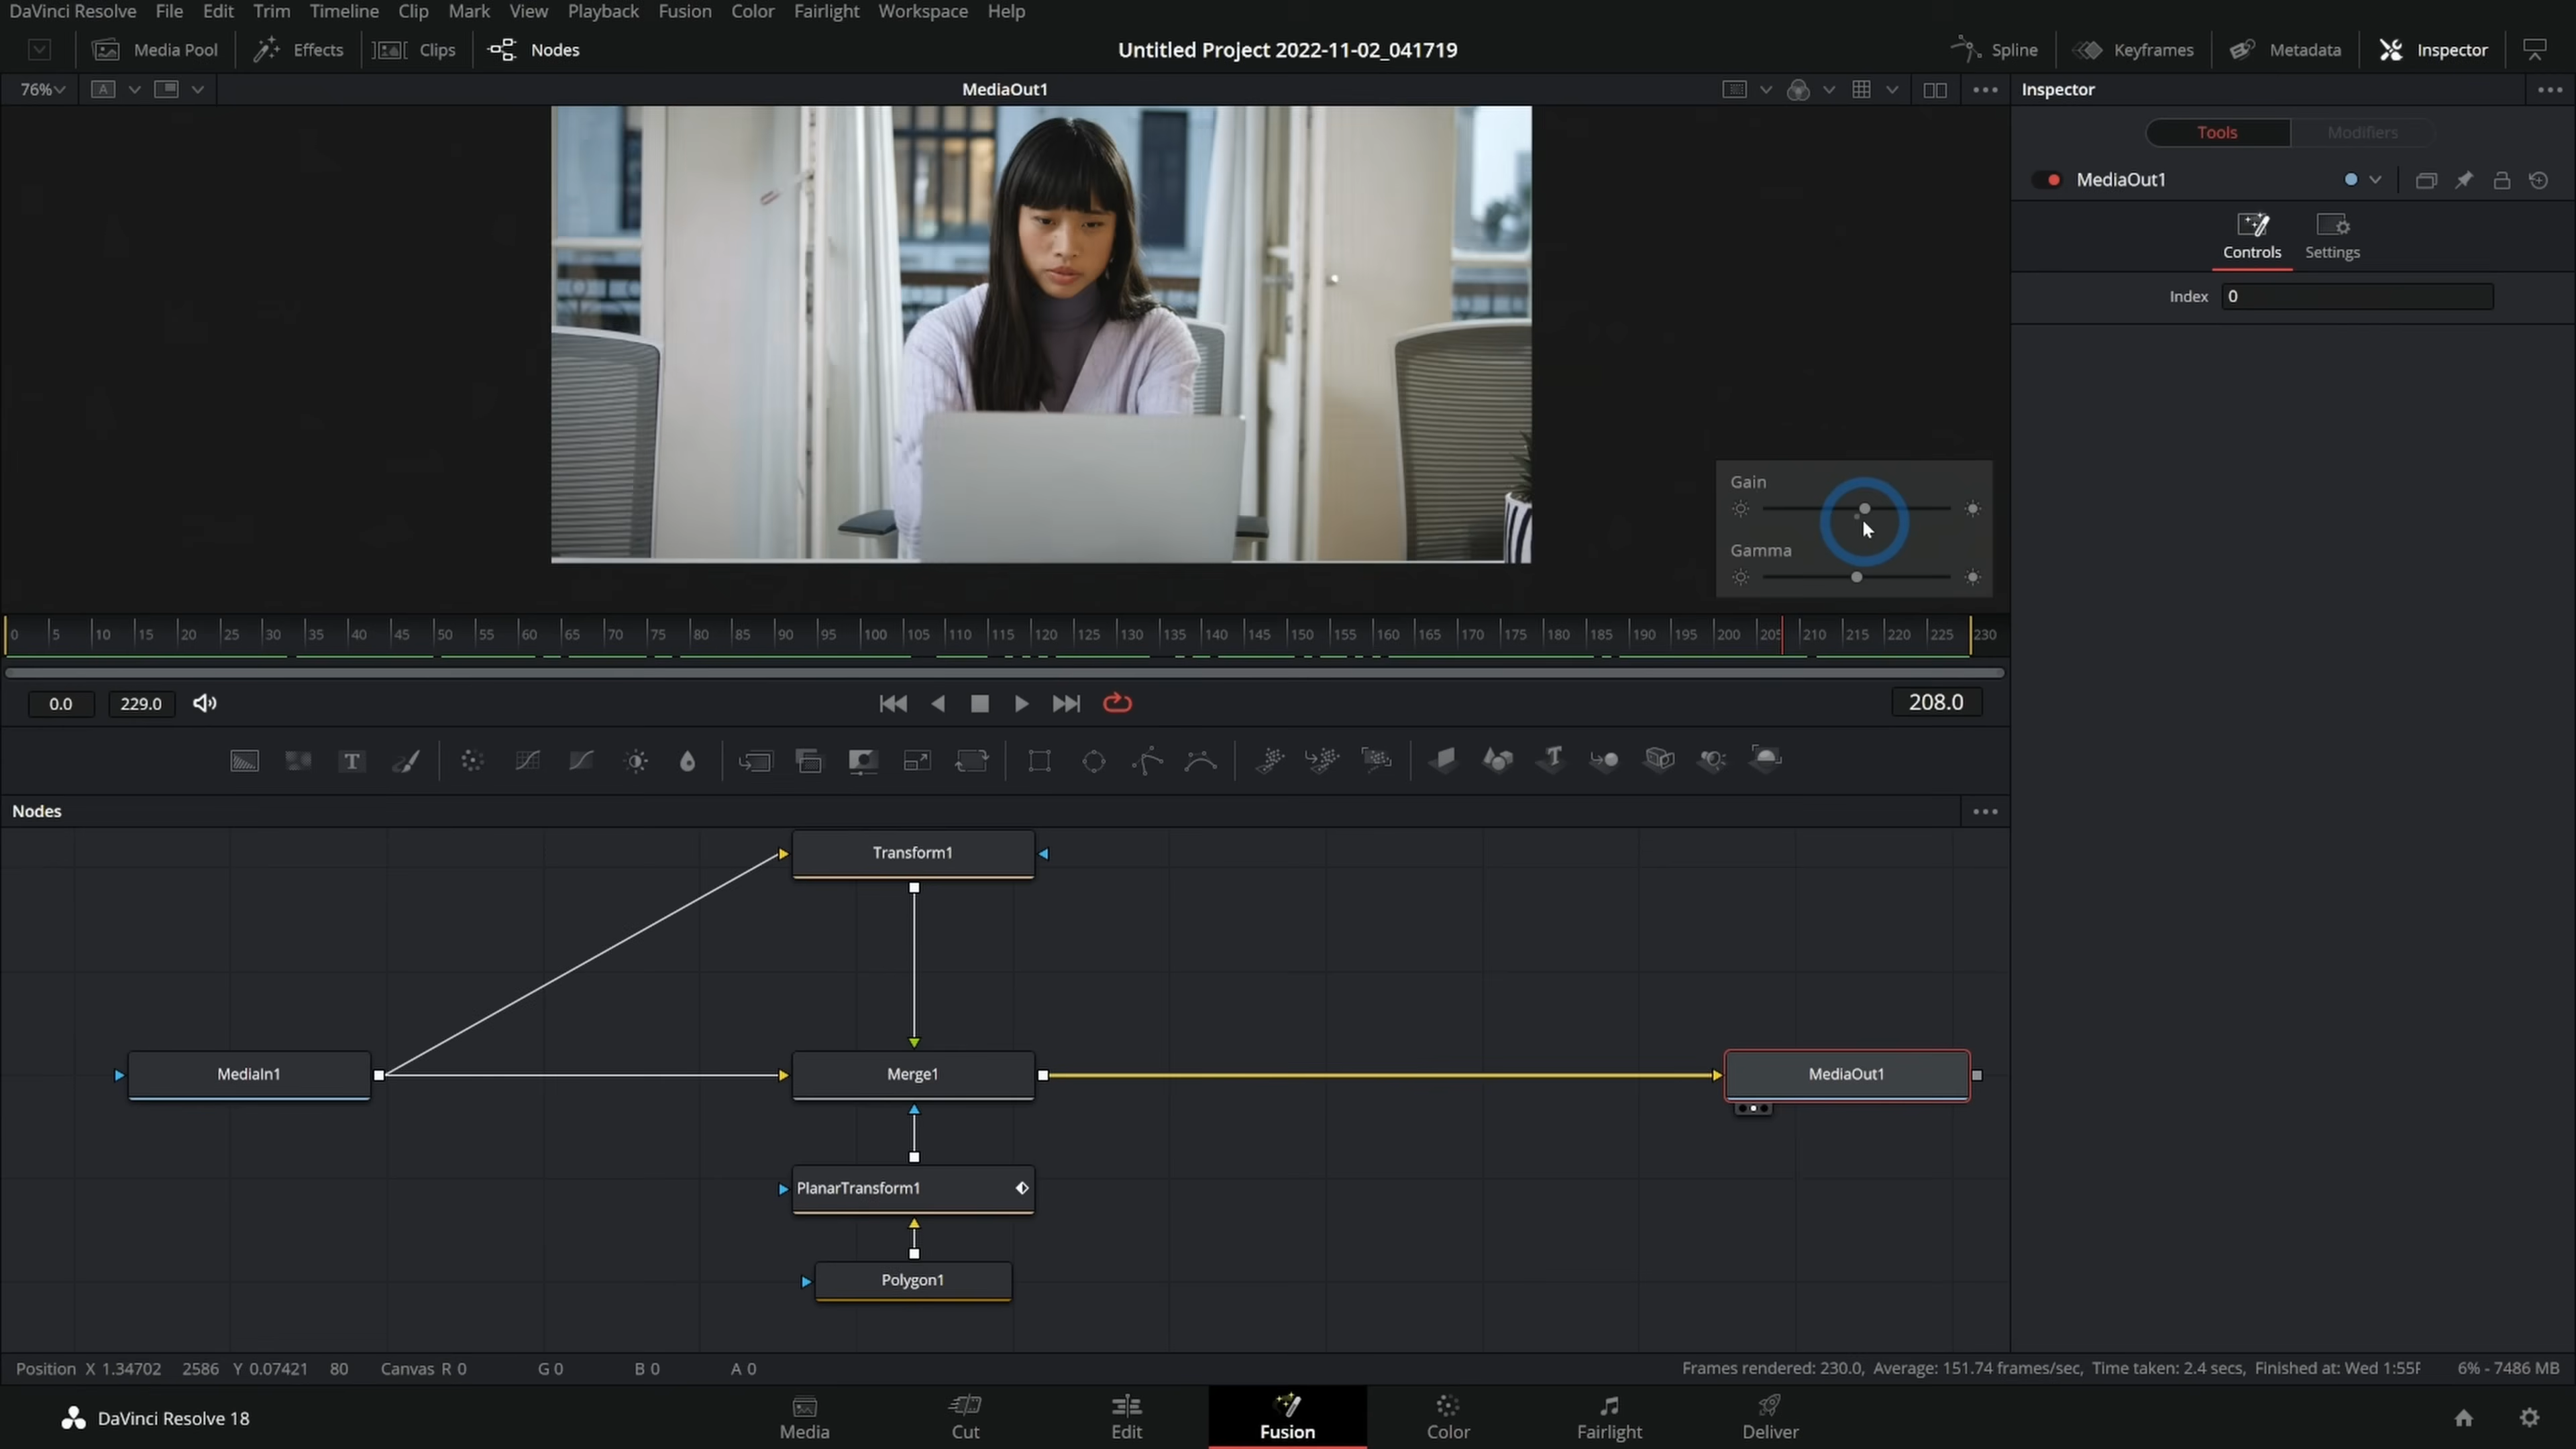 DaVinci Resolve File Edit Trim Timeline Clip Mark View Playback Fusion Color Fairlight Workspace Help
Media Pool Effects Clips Nodes Untitled Project 2022-11-02_041719 Spline Keyframes Metadata Inspector
76% A MediaOut1 Inspector
Tools Modifiers
MediaOut1
Controls Settings
Index 0
Gain
Gamma
0 5 10 15 20 25 30 35 40 45 50 55 60 65 70 75 80 85 90 95 100 105 110 115 120 125 130 135 140 145 150 155 160 165 170 175 180 185 190 195 200 205 210 215 220 225 230
0.0 229.0 208.0
T T
Nodes
Transform1
MediaIn1 Merge1 MediaOut1
PlanarTransform1
Polygon1
Position X 1.34702 2586 Y 0.07421 80 Canvas R 0 G 0 B 0 A 0 Frames rendered: 230.0, Average: 151.74 frames/sec, Time taken: 2.4 secs, Finished at: Wed 1:55F 6% - 7486 MB
DaVinci Resolve 18 Media Cut Edit Fusion Color Fairlight Deliver